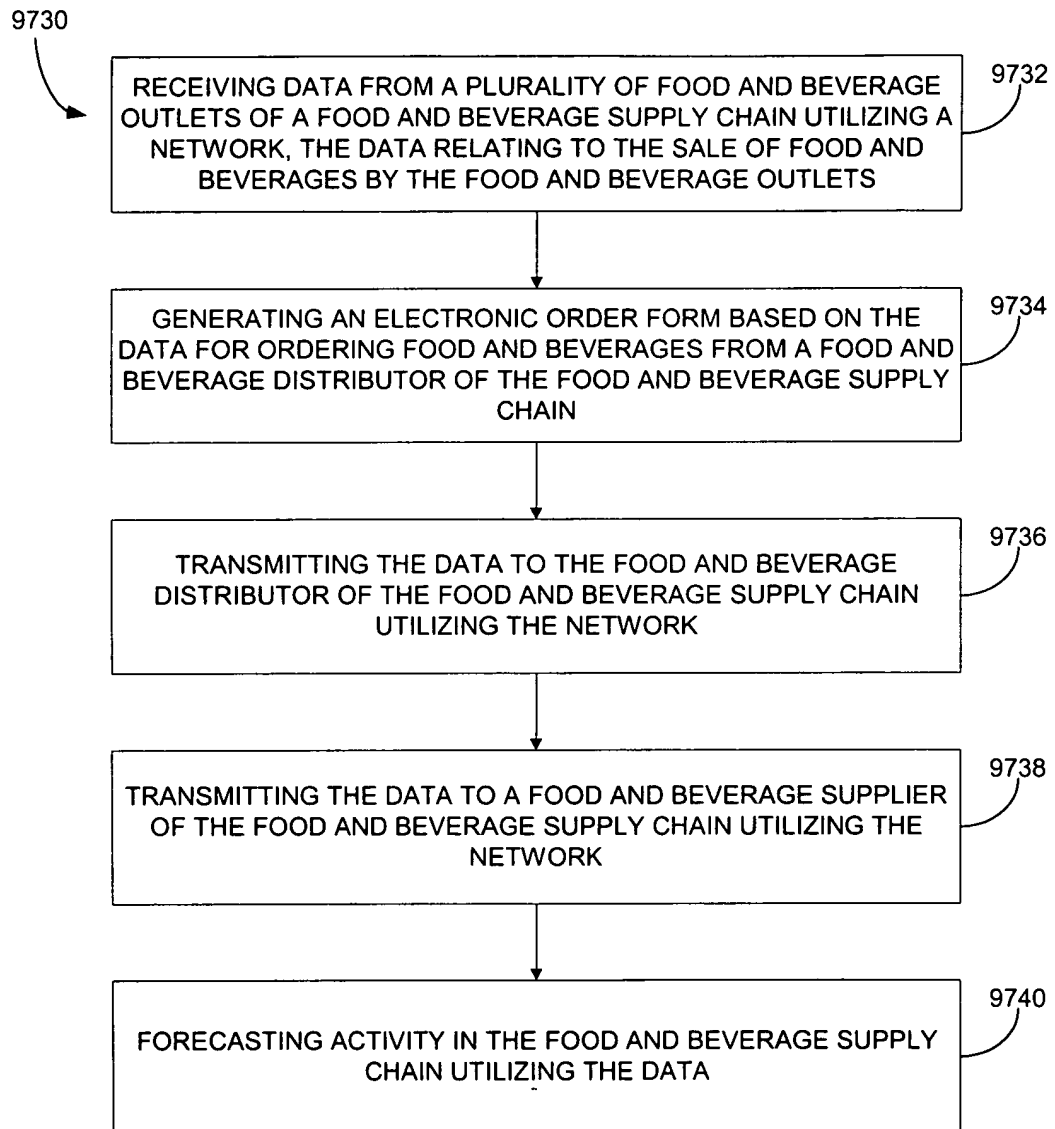 9730
9732
RECEIVING DATA FROM A PLURALITY OF FOOD AND BEVERAGE
OUTLETS OF A FOOD AND BEVERAGE SUPPLY CHAIN UTILIZING A
NETWORK, THE DATA RELATING TO THE SALE OF FOOD AND
BEVERAGES BY THE FOOD AND BEVERAGE OUTLETS
9734
GENERATING AN ELECTRONIC ORDER FORM BASED ON THE
DATA FOR ORDERING FOOD AND BEVERAGES FROM A FOOD AND
BEVERAGE DISTRIBUTOR OF THE FOOD AND BEVERAGE SUPPLY
CHAIN
9736
TRANSMITTING THE DATA TO THE FOOD AND BEVERAGE
DISTRIBUTOR OF THE FOOD AND BEVERAGE SUPPLY CHAIN
UTILIZING THE NETWORK
9738
TRANSMITTING THE DATA TO A FOOD AND BEVERAGE SUPPLIER
OF THE FOOD AND BEVERAGE SUPPLY CHAIN UTILIZING THE
NETWORK
9740
FORECASTING ACTIVITY IN THE FOOD AND BEVERAGE SUPPLY
CHAIN UTILIZING THE DATA